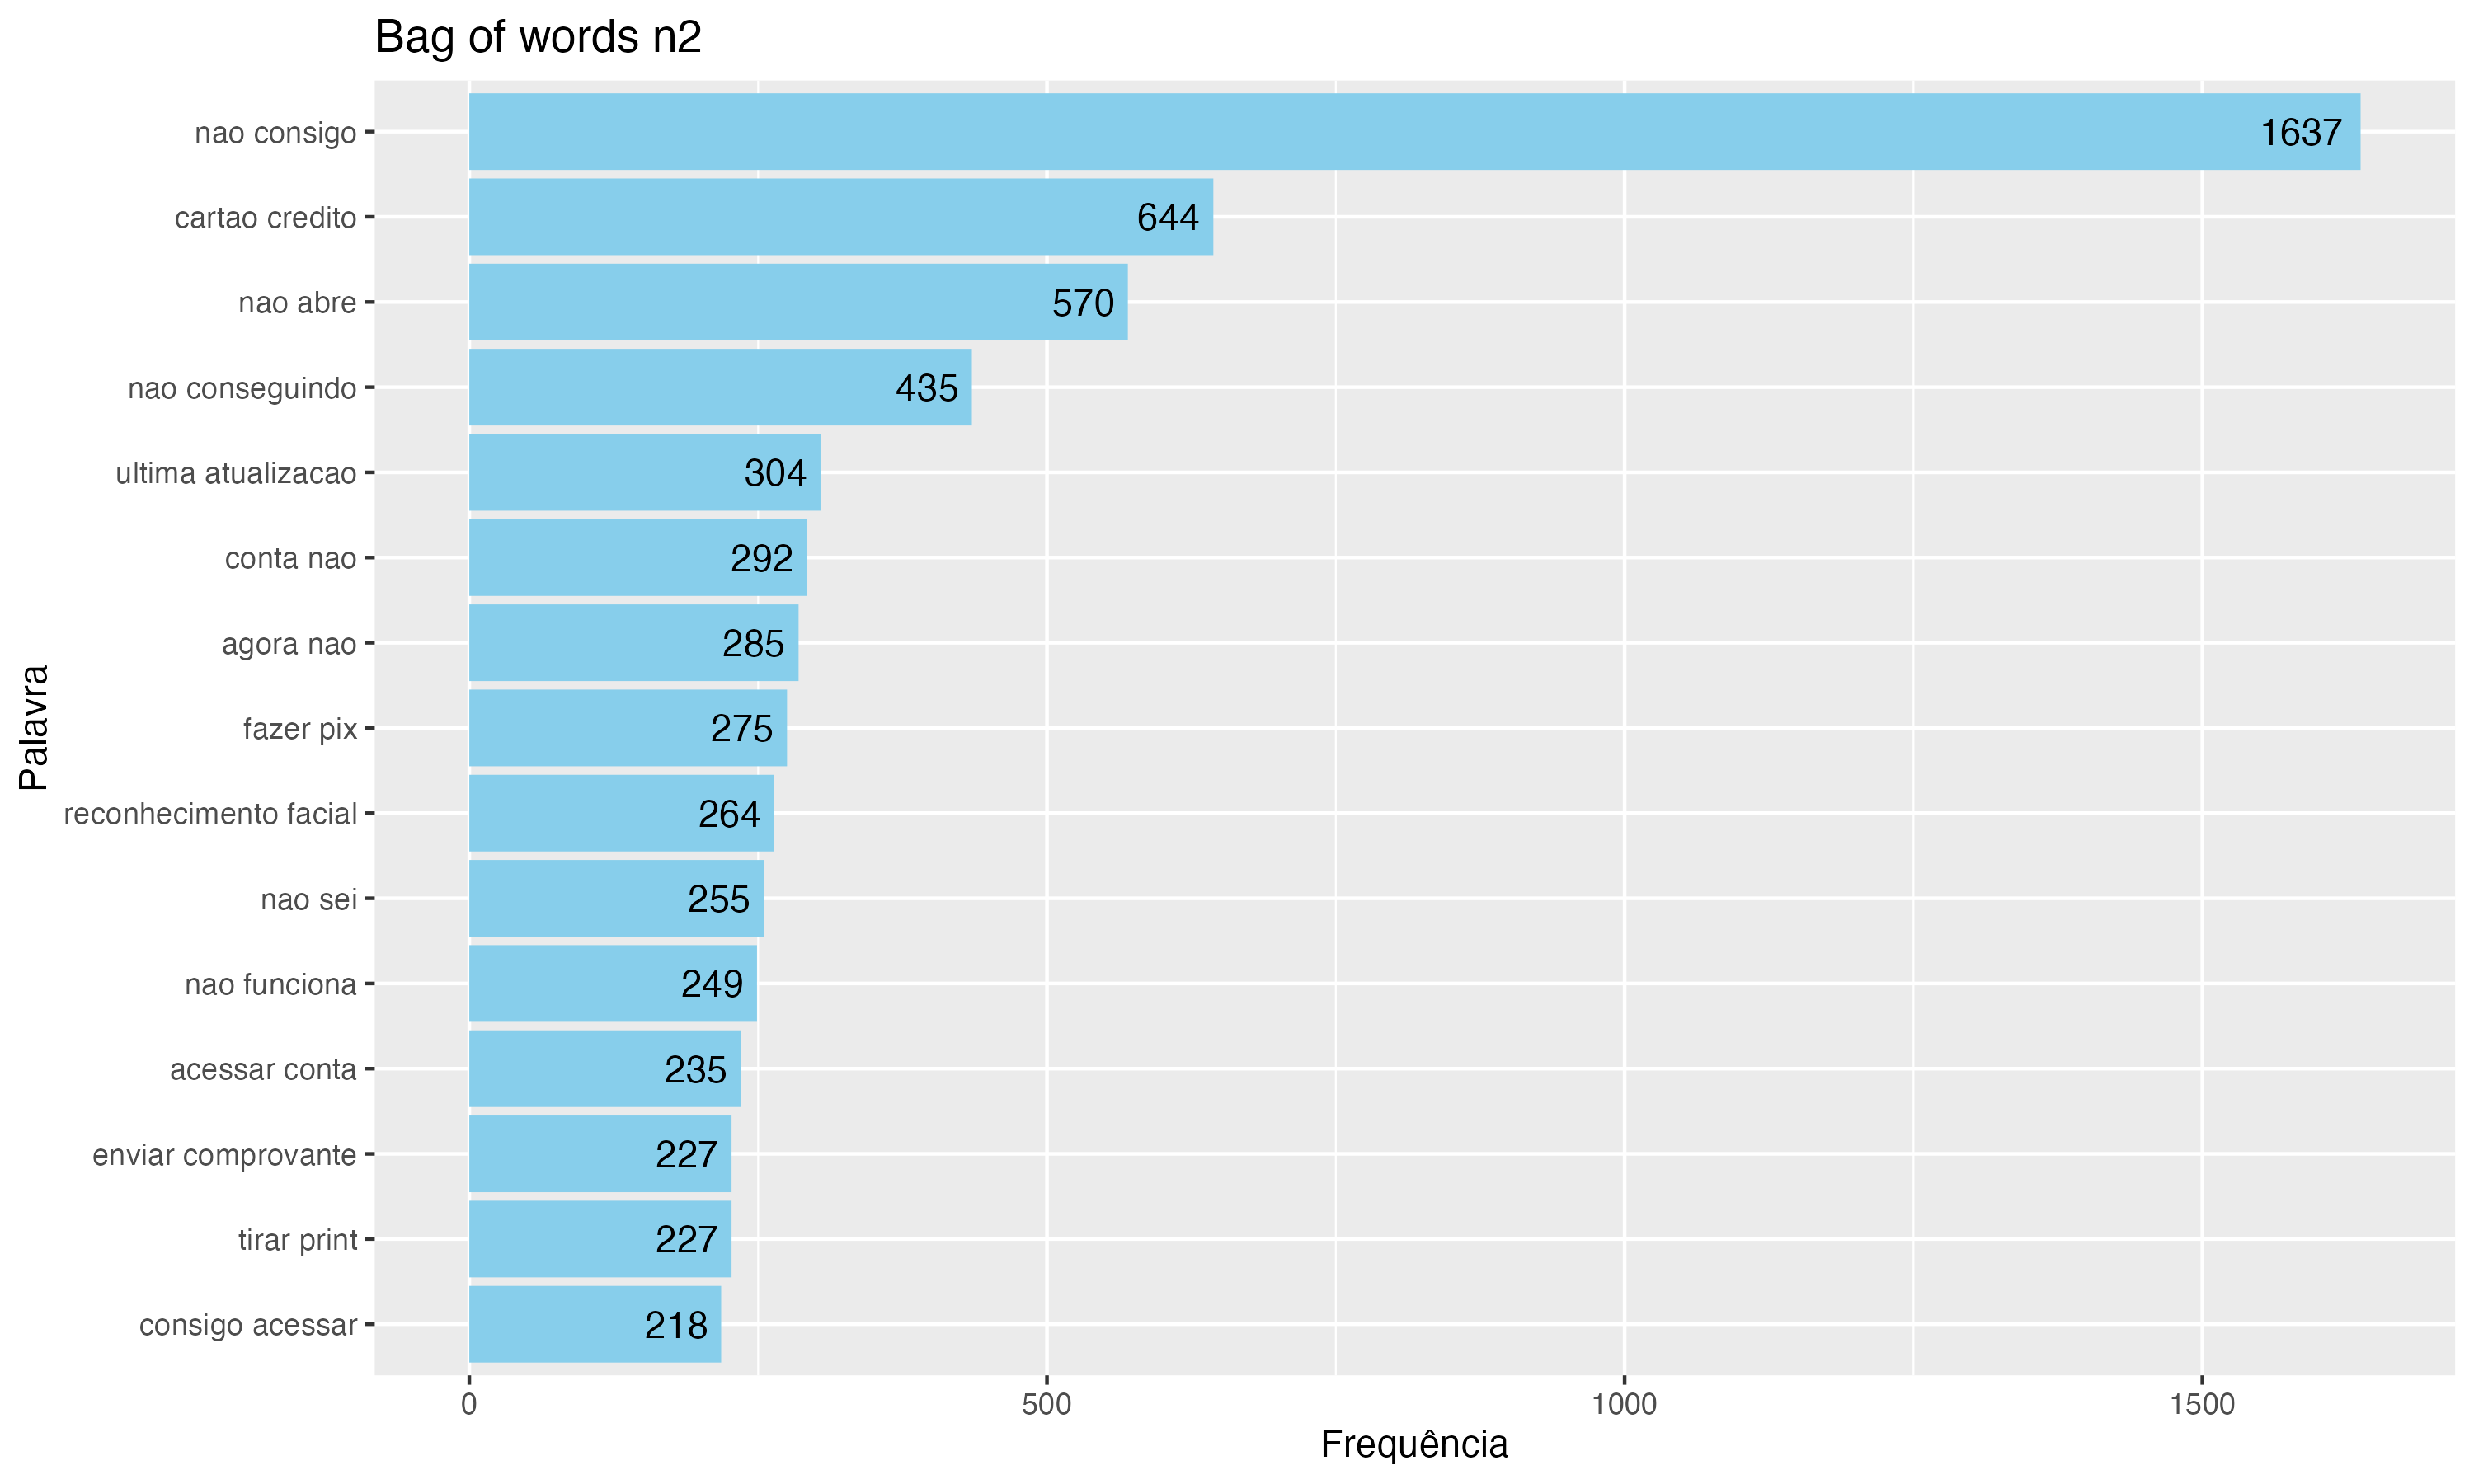 Bag of words n2
nao consigo 1637
cartao credito 644
nao abre 570
nao conseguindo 435
ultima atualizacao 304
conta nao 292
agora nao 285
fazer pix 275
reconhecimento facial 264
nao sei 255
nao funciona 249
acessar conta 235
enviar comprovante 227
tirar print 227
consigo acessar 218
Palavra
0 500 1000 1500
Frequência